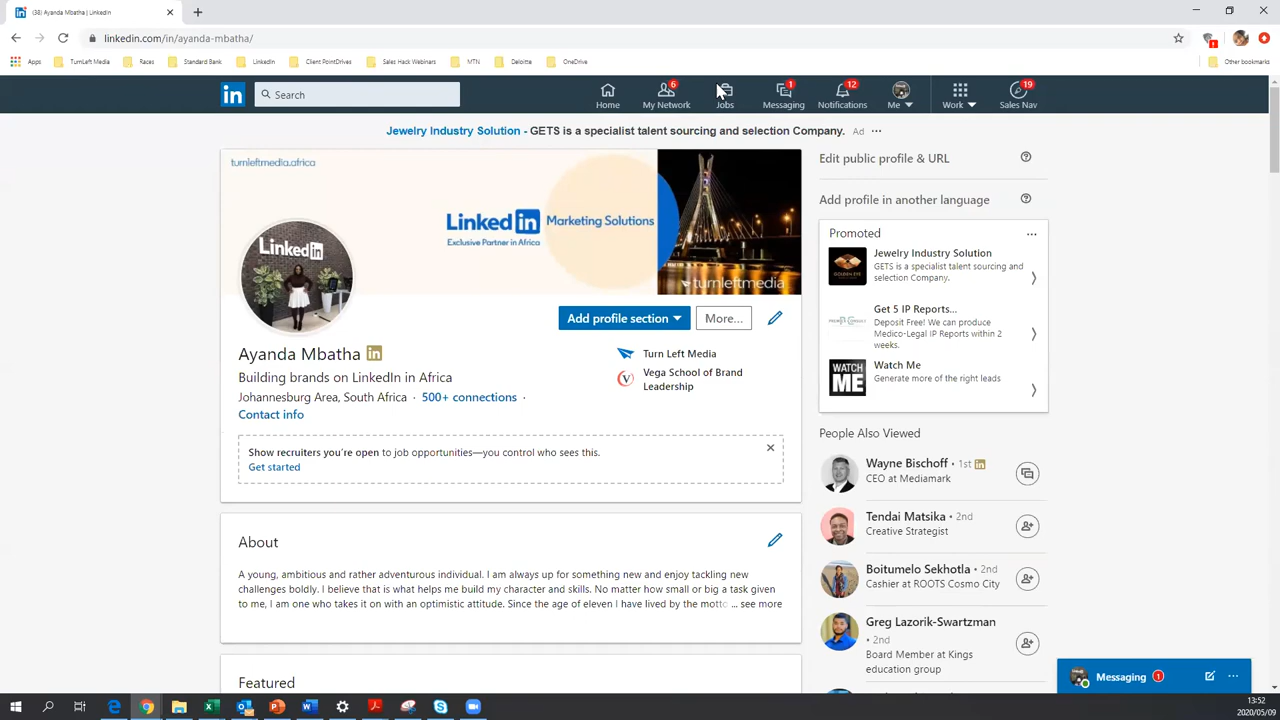 (38) Ayanda Mbatha | LinkedIn
linkedin.com/in/ayanda-mbatha/
Apps
TurnLeft Media
Races
Standard Bank
LinkedIn
Client PointDrives
Sales Hack Webinars
MTN
Deloitte
OneDrive
Other bookmarks
in
Search
Home
6
My Network
Jobs
1
Messaging
12
Notifications
Me
Work
19
Sales Nav
Jewelry Industry Solution - GETS is a specialist talent sourcing and selection Company. Ad ...
turnleftmedia.africa
Linked in Marketing Solutions
Exclusive Partner in Africa
turnleftmedia
Linked in
Add profile section
More...
Ayanda Mbatha in
Building brands on LinkedIn in Africa
Johannesburg Area, South Africa · 500+ connections ·
Contact info
Turn Left Media
Vega School of Brand
Leadership
Show recruiters you're open to job opportunities—you control who sees this.
Get started
About
A young, ambitious and rather adventurous individual. I am always up for something new and enjoy tackling new
challenges boldly. I believe that is what helps me build my character and skills. No matter how small or big a task given
to me, I am one who takes it on with an optimistic attitude. Since the age of eleven I have lived by the motto ... see more
Featured
Edit public profile & URL
Add profile in another language
Promoted
...
Jewelry Industry Solution
GETS is a specialist talent sourcing and
selection Company.
Get 5 IP Reports...
Deposit Free! We can produce
Medico-Legal IP Reports within 2
weeks.
WATCH
ME
Watch Me
Generate more of the right leads
People Also Viewed
Wayne Bischoff • 1st in
CEO at Mediamark
Tendai Matsika • 2nd
Creative Strategist
Boitumelo Sekhotla • 2nd
Cashier at ROOTS Cosmo City
Greg Lazorik-Swartzman
• 2nd
Board Member at Kings
education group
Messaging 1
...
13:52
2020/05/09